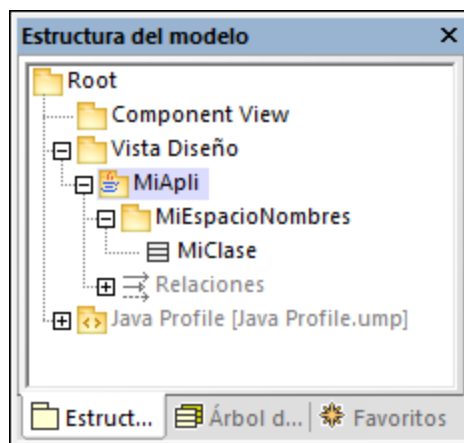 Estructura del modelo
Root
Component View
Vista Diseño
MiApli
MiEspacioNombres
MiClase
Relaciones
Java Profile [Java Profile.ump]
Estruct... Árbol d... Favoritos